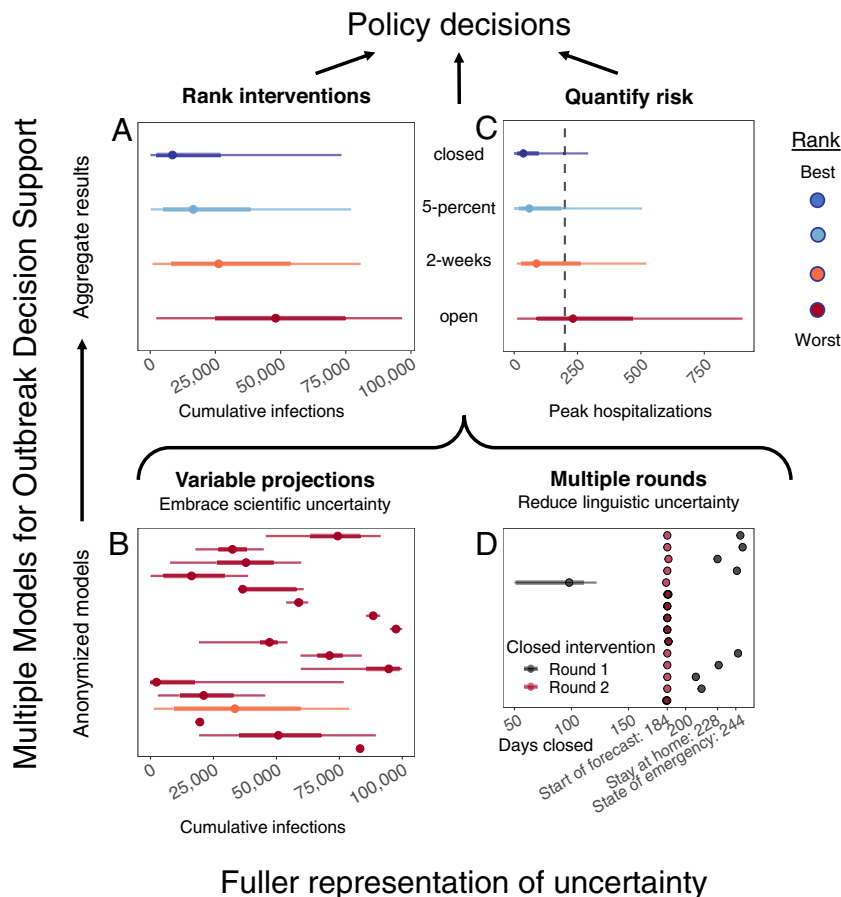 Policy decisions
Rank interventions
Quantify risk
A
C
closed
5-percent
2-weeks
open
0
25,000
50,000
75,000
100,000
Cumulative infections
0
250
500
750
Peak hospitalizations
Rank
Best
Worst
Multiple Models for Outbreak Decision Support
Aggregate results
Anonymized models
Variable projections
Embrace scientific uncertainty
Multiple rounds
Reduce linguistic uncertainty
B
0
25,000
50,000
75,000
100,000
Cumulative infections
D
Closed intervention
Round 1
Round 2
50
100
150
Start of forecast: 184
200
Stay at home: 228
State of emergency: 244
Days closed
Fuller representation of uncertainty